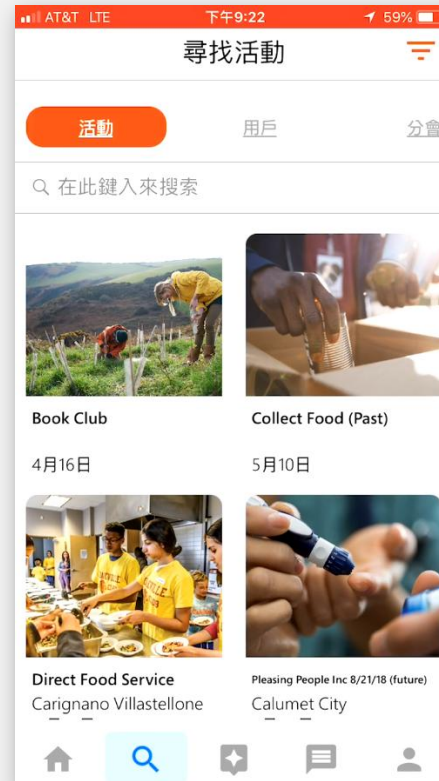 AT&T LTE 下午9:22 59%
尋找活動
活動 用戶 分會
在此鍵入來搜索
Book Club Collect Food (Past)
4月16日 5月10日
Direct Food Service Pleasing People Inc 8/21/18 (future)
Carignano Villastellone Calumet City